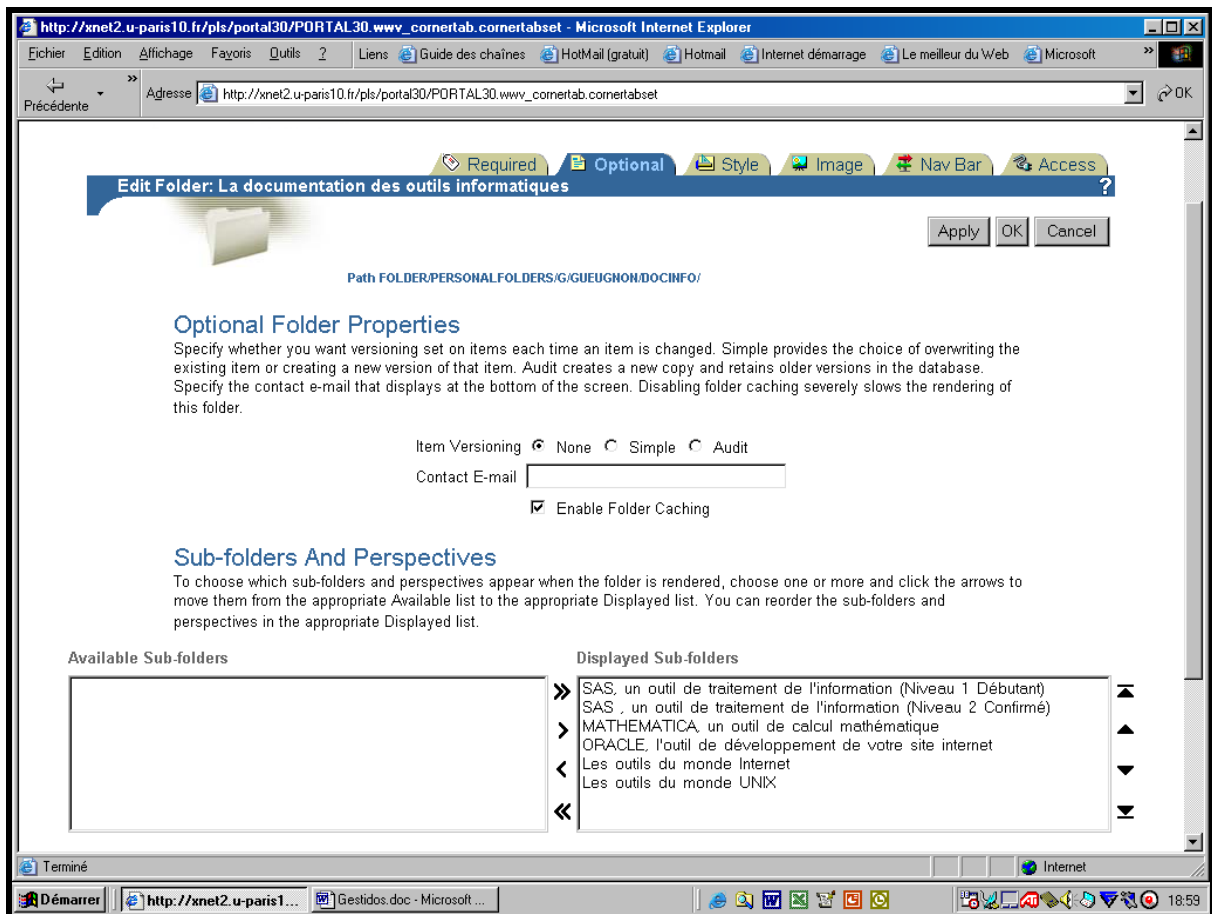 http://xnet2.u-paris10.fr/pls/portal30/PORTAL30.wwv_cornertab.cornertabset - Microsoft Internet Explorer
Fichier Edition Affichage Favoris Outils ? Liens Guide des chaînes HotMail (gratuit) Hotmail Internet démarrage Le meilleur du Web Microsoft »
Précédente » Adresse http://xnet2.u-paris10.fr/pls/portal30/PORTAL30.wwv_cornertab.cornertabset OK
Required Optional Style Image Nav Bar Access
Edit Folder: La documentation des outils informatiques ?
Apply OK Cancel
Path FOLDER/PERSONALFOLDERS/G/GUEUGNON/DOCINFO/
Optional Folder Properties
Specify whether you want versioning set on items each time an item is changed. Simple provides the choice of overwriting the
existing item or creating a new version of that item. Audit creates a new copy and retains older versions in the database.
Specify the contact e-mail that displays at the bottom of the screen. Disabling folder caching severely slows the rendering of
this folder.
Item Versioning None Simple Audit
Contact E-mail
Enable Folder Caching
Sub-folders And Perspectives
To choose which sub-folders and perspectives appear when the folder is rendered, choose one or more and click the arrows to
move them from the appropriate Available list to the appropriate Displayed list. You can reorder the sub-folders and
perspectives in the appropriate Displayed list.
Available Sub-folders Displayed Sub-folders
SAS, un outil de traitement de l'information (Niveau 1 Débutant)
SAS , un outil de traitement de l'information (Niveau 2 Confirmé)
MATHEMATICA, un outil de calcul mathématique
ORACLE, l'outil de développement de votre site internet
Les outils du monde Internet
Les outils du monde UNIX
Terminé Internet
Démarrer http://xnet2.u-paris1... Gestidos.doc - Microsoft ... 18:59